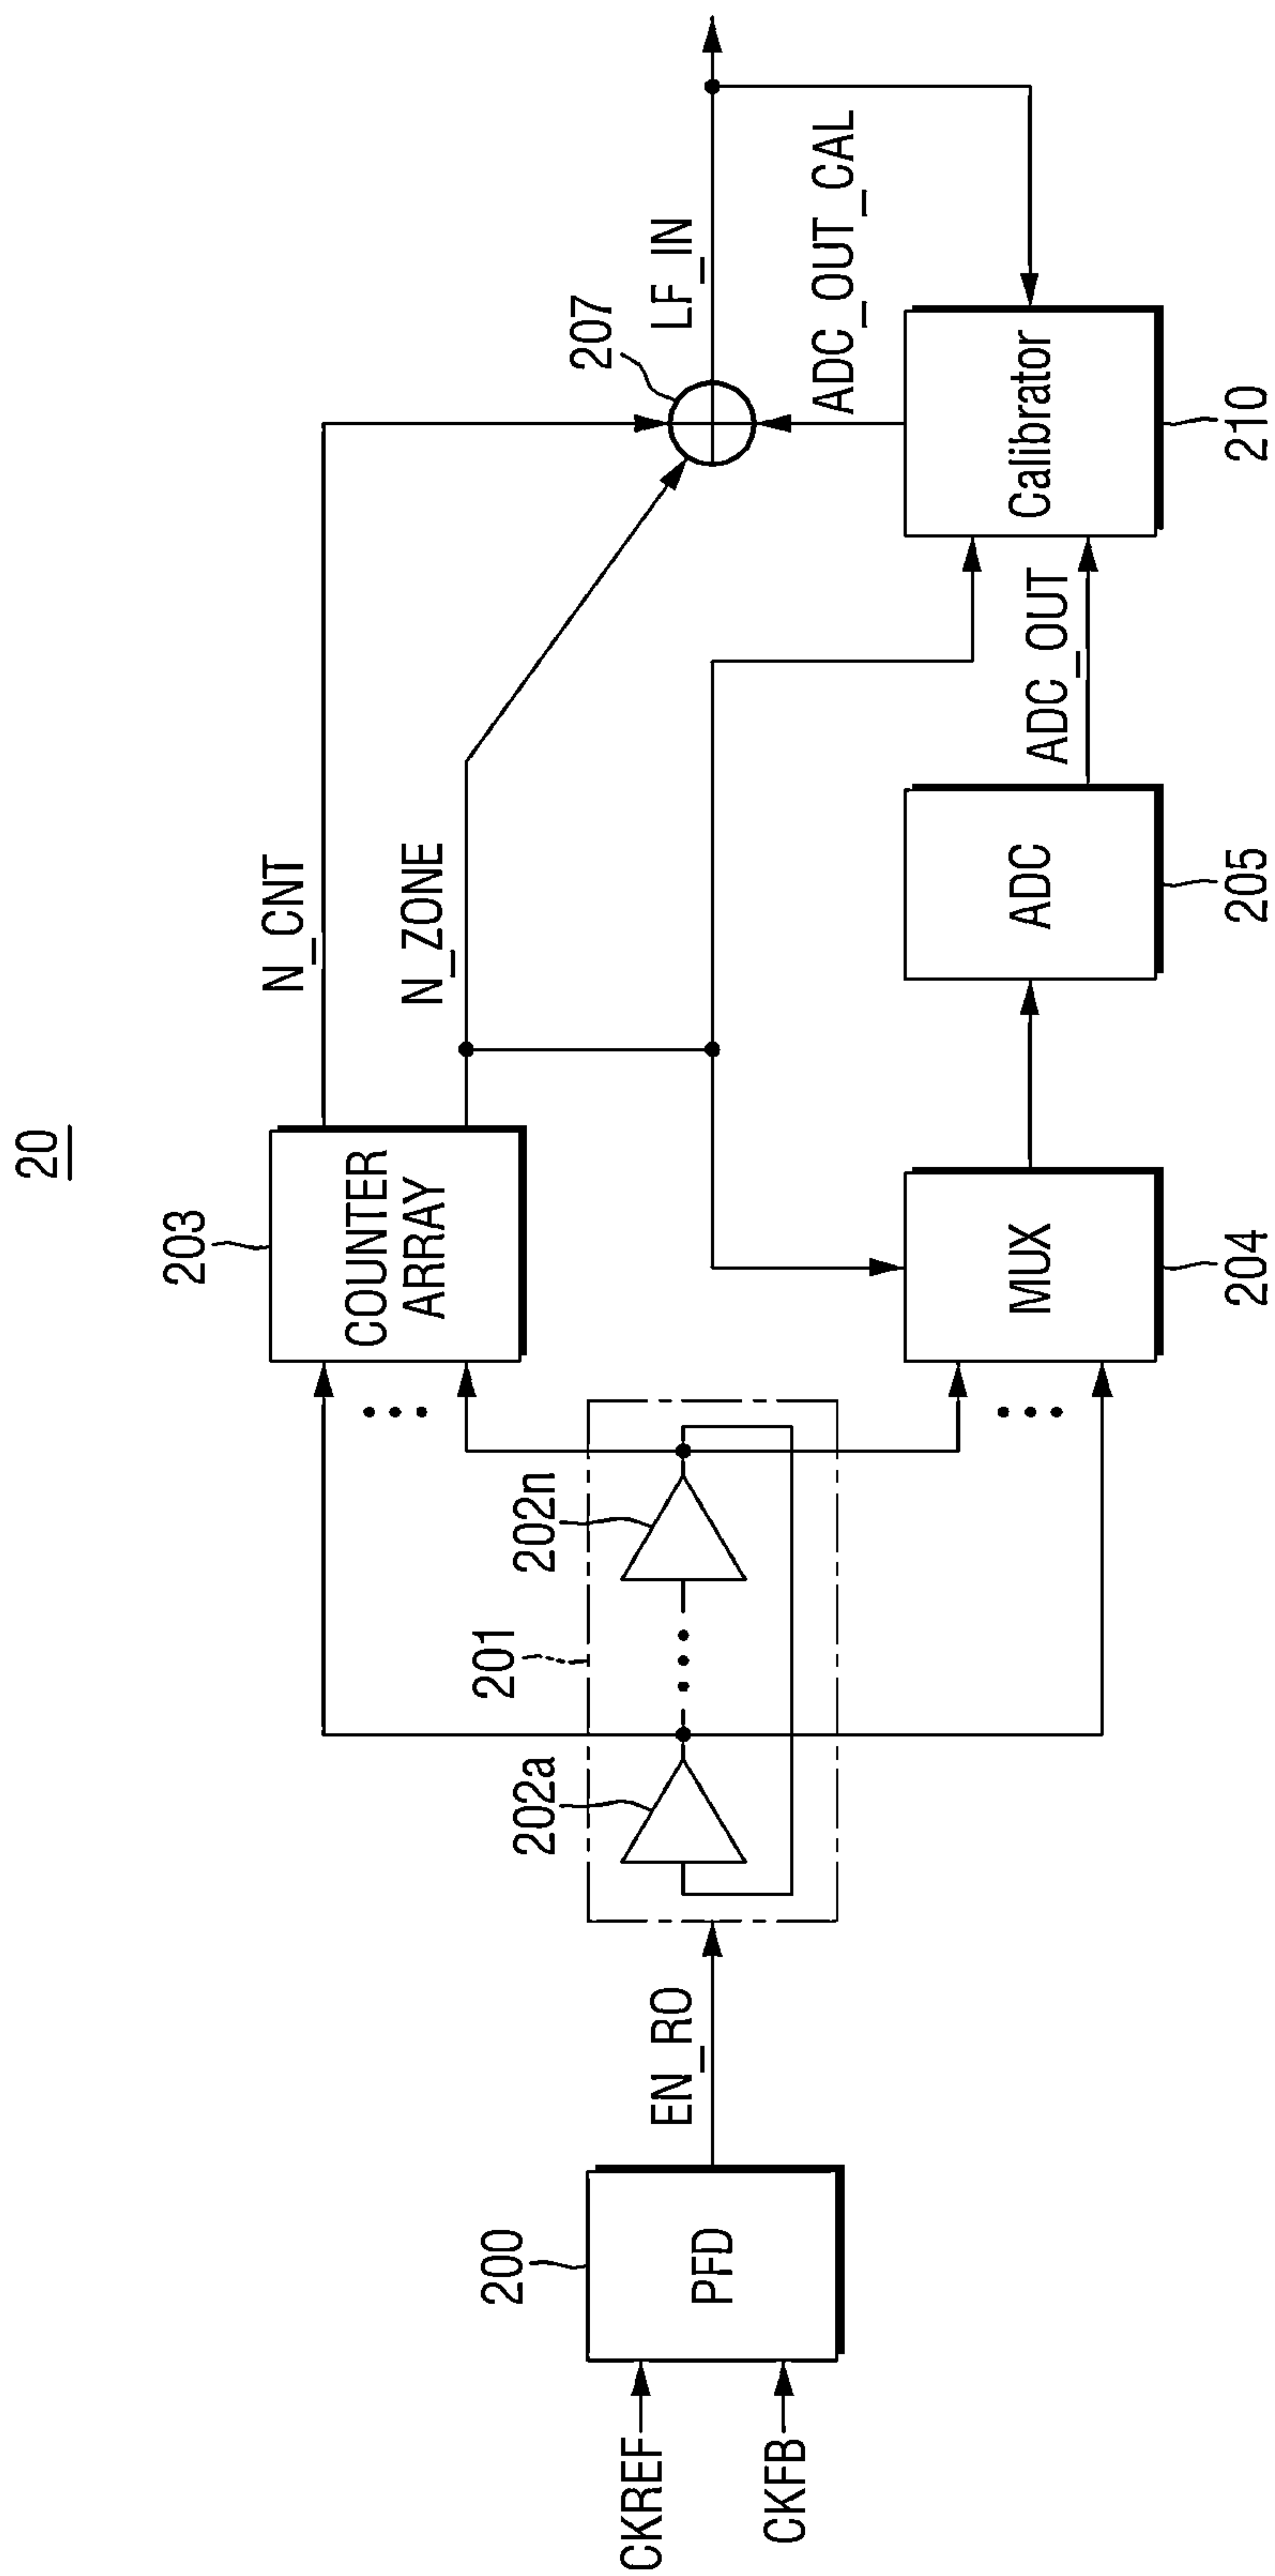 20
CKREF
CKFB
200
PFD
EN_RO
201
202a
202n
203
COUNTER
ARRAY
N_CNT
N_ZONE
MUX
204
ADC
205
ADC_OUT
Calibrator
210
ADC_OUT_CAL
207
LF_IN